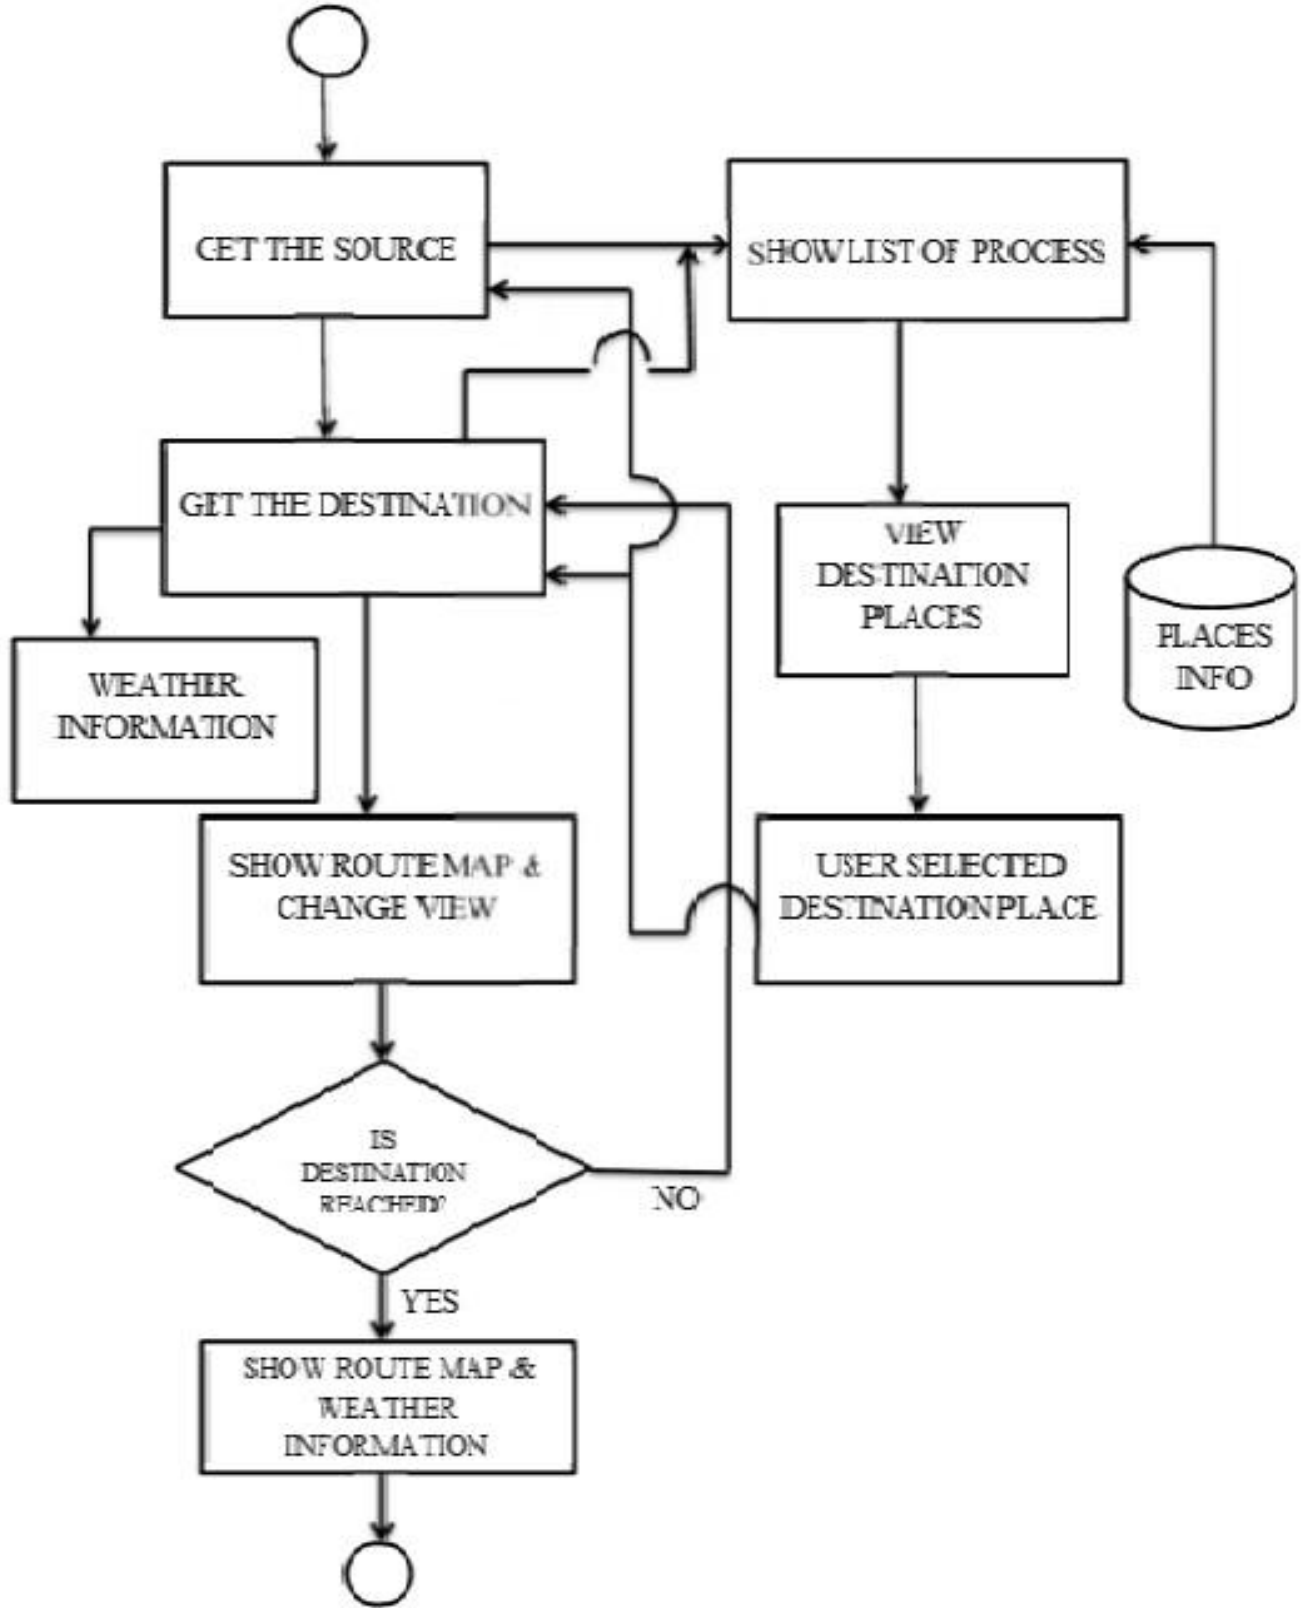 GET THE SOURCE
SHOW LIST OF PROCESS
GET THE DESTINATION
VIEW
DESTINATION
PLACES
PLACES
INFO
WEATHER
INFORMATION
SHOW ROUTE MAP &
CHANGE VIEW
USER SELECTED
DESTINATION PLACE
IS
DESTINATION
REACHED?
NO
YES
SHOW ROUTE MAP &
WEATHER
INFORMATION